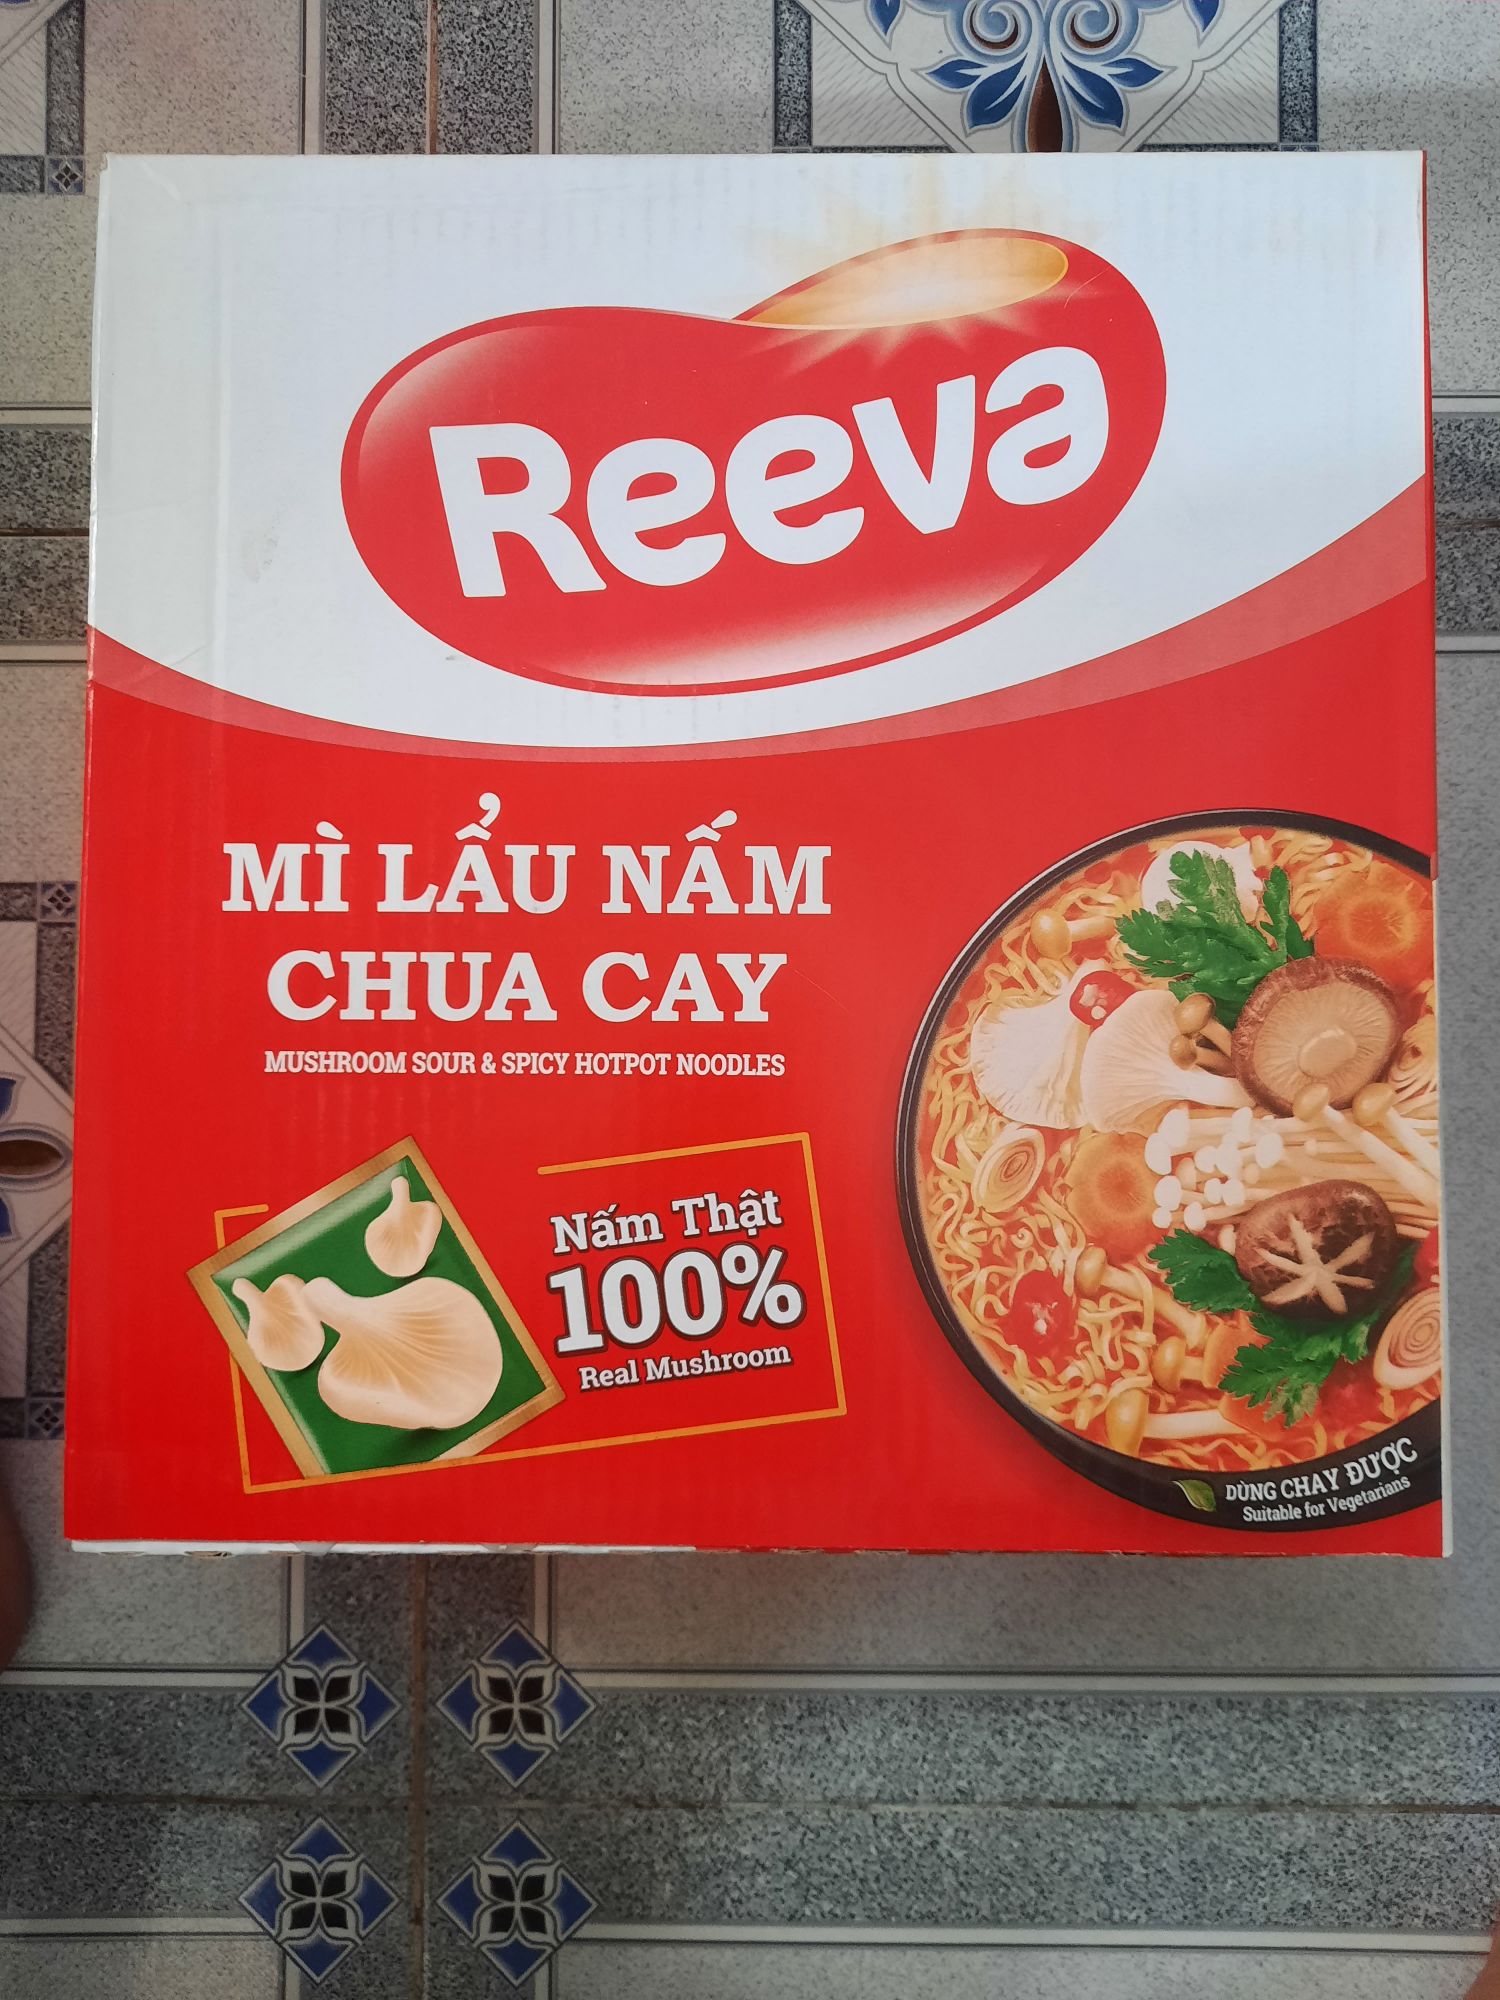 Reeva
MÌ LẨU NẤM
CHUA CAY
MUSHROOM SOUR & SPICY HOTPOT NOODLES
Nấm Thật
100%
Real Mushroom
DÙNG CHAY ĐƯỢC
Suitable for Vegetarians